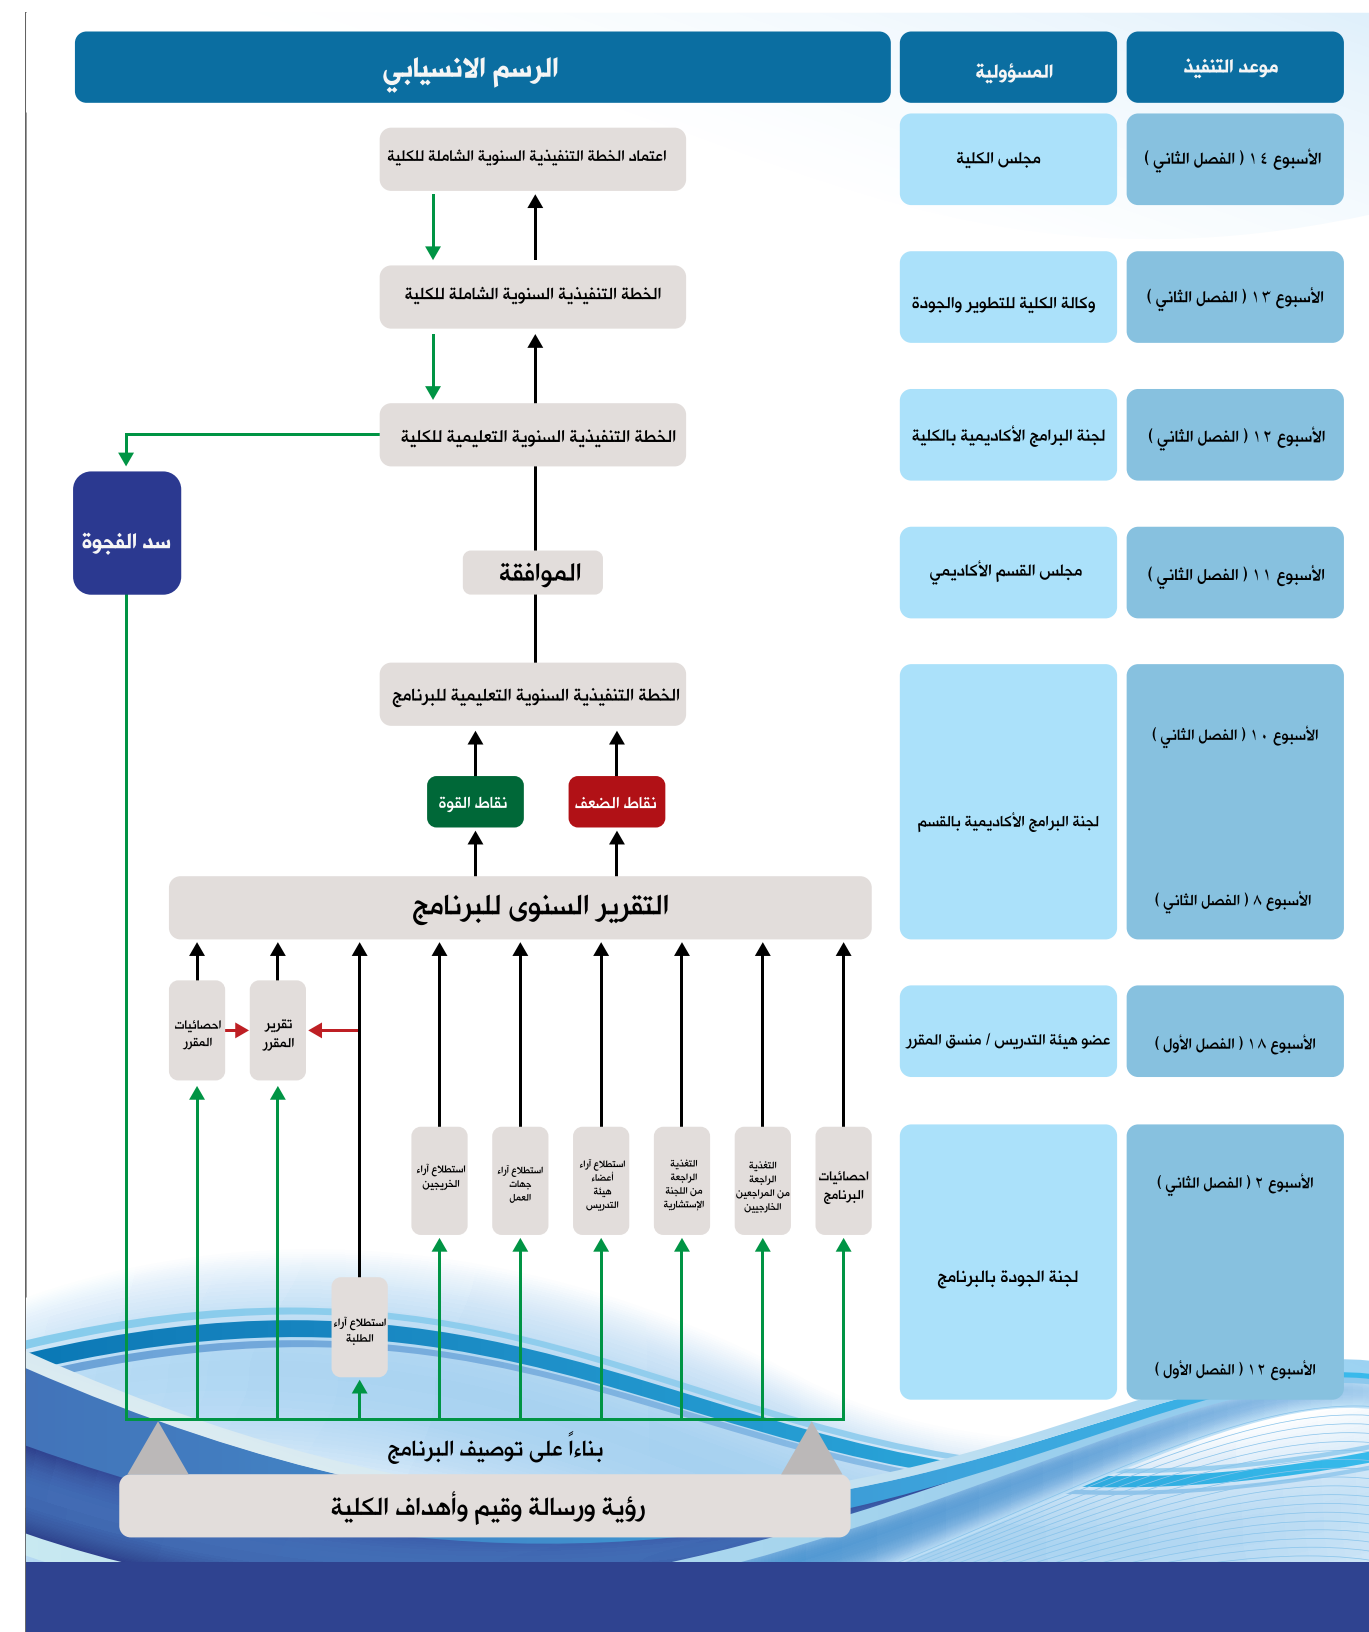 موعد التنفيذ
المسؤولية
الرسم الانسيابي
الأسبوع ١٤ ( الفصل الثاني )
مجلس الكلية
اعتماد الخطة التنفيذية السنوية الشاملة للكلية
الأسبوع ١٣ ( الفصل الثاني )
وكالة الكلية للتطوير والجودة
الخطة التنفيذية السنوية الشاملة للكلية
الأسبوع ١٢ ( الفصل الثاني )
لجنة البرامج الأكاديمية بالكلية
الخطة التنفيذية السنوية التعليمية للكلية
سد الفجوة
الأسبوع ١١ ( الفصل الثاني )
مجلس القسم الأكاديمي
الموافقة
الأسبوع ١٠ ( الفصل الثاني )
الأسبوع ٨ ( الفصل الثاني )
لجنة البرامج الأكاديمية بالقسم
الخطة التنفيذية السنوية التعليمية للبرنامج
نقاط الضعف
نقاط القوة
التقرير السنوى للبرنامج
الأسبوع ١٨ ( الفصل الأول )
عضو هيئة التدريس / منسق المقرر
تقرير
المقرر
احصائيات
المقرر
الأسبوع ٢ ( الفصل الثاني )
الأسبوع ١٢ ( الفصل الأول )
لجنة الجودة بالبرنامج
احصائيات
البرنامج
التغذية
الراجعة
من المراجعين
الخارجيين
التغذية
الراجعة
من اللجنة
الإستشارية
استطلاع آراء
أعضاء
هيئة
التدريس
استطلاع آراء
جهات
العمل
استطلاع آراء
الخريجين
استطلاع آراء
الطلبة
بناءاً على توصيف البرنامج
رؤية ورسالة وقيم وأهداف الكلية